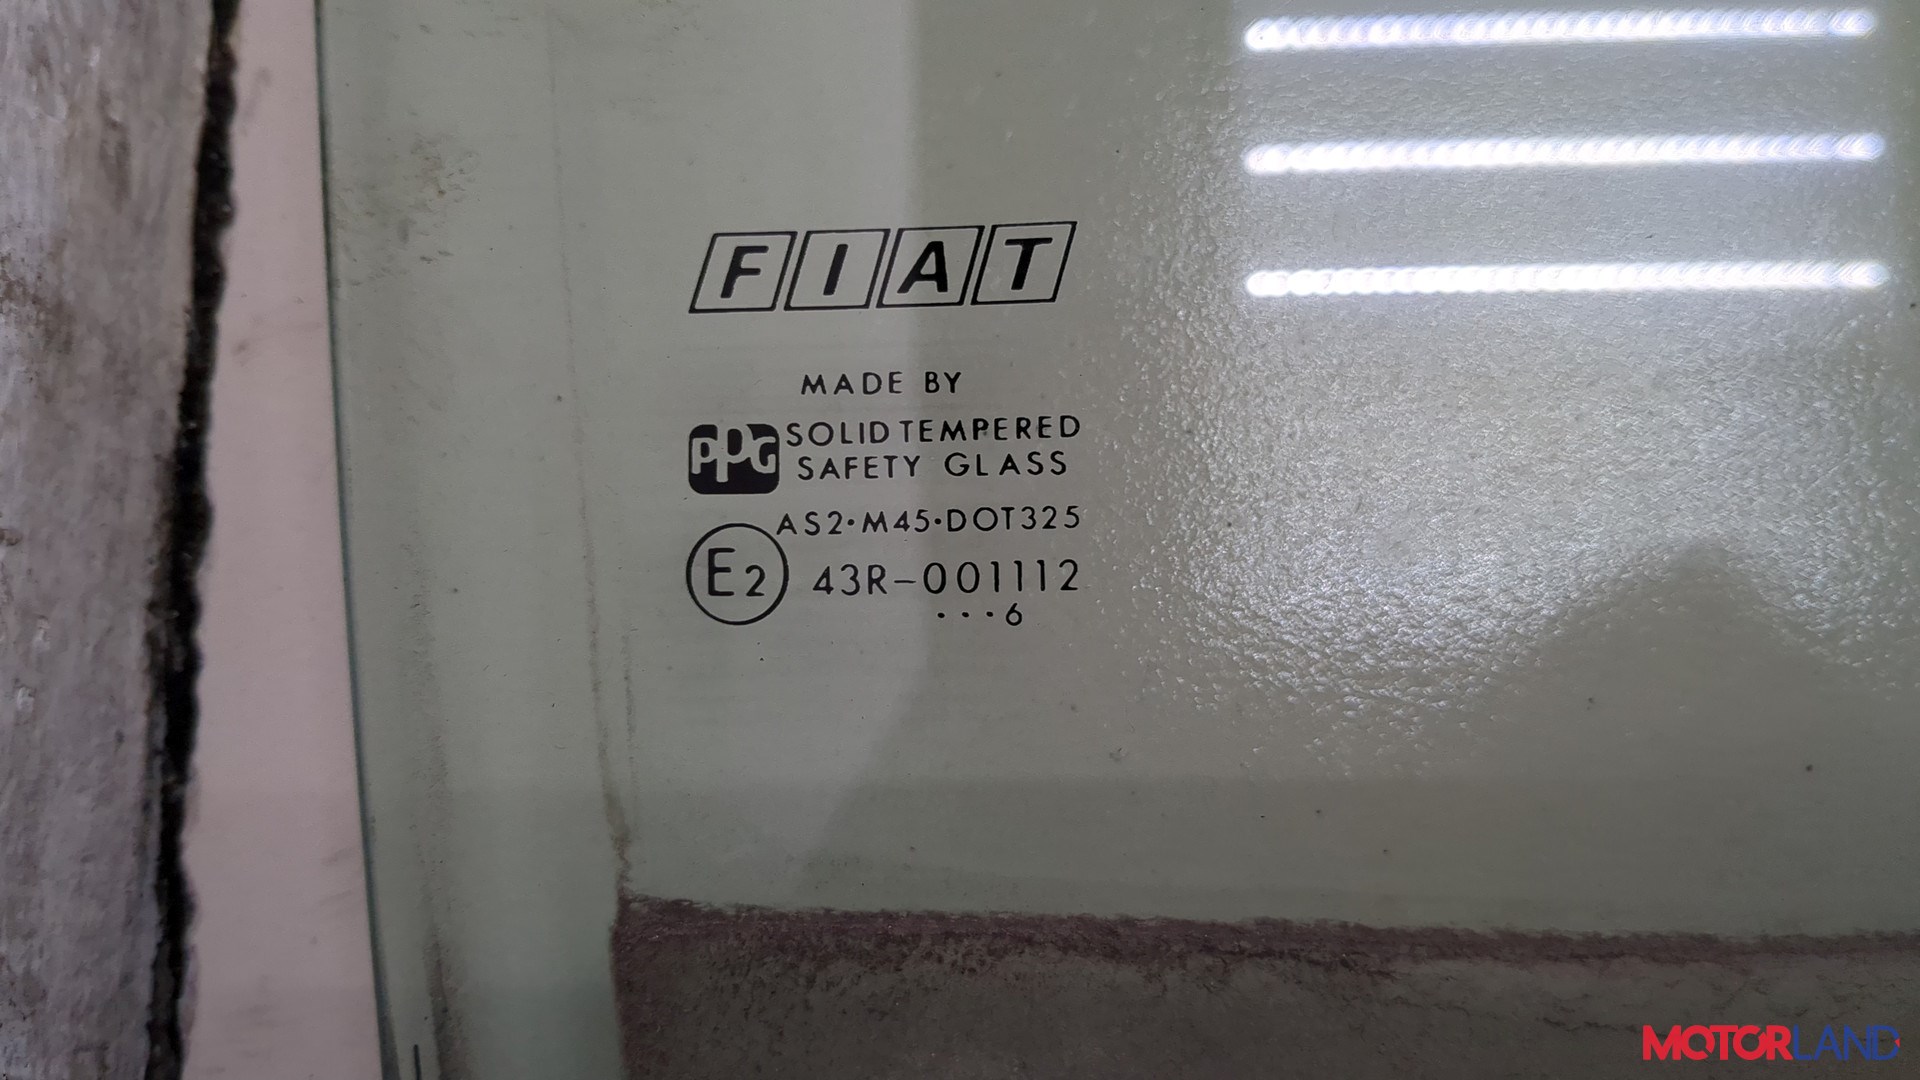 FIAT
MADE BY
PPG SOLID TEMPERED
SAFETY GLASS
AS2•M45•DOT325
E2 43R-001112
•••6
MOTORLAND